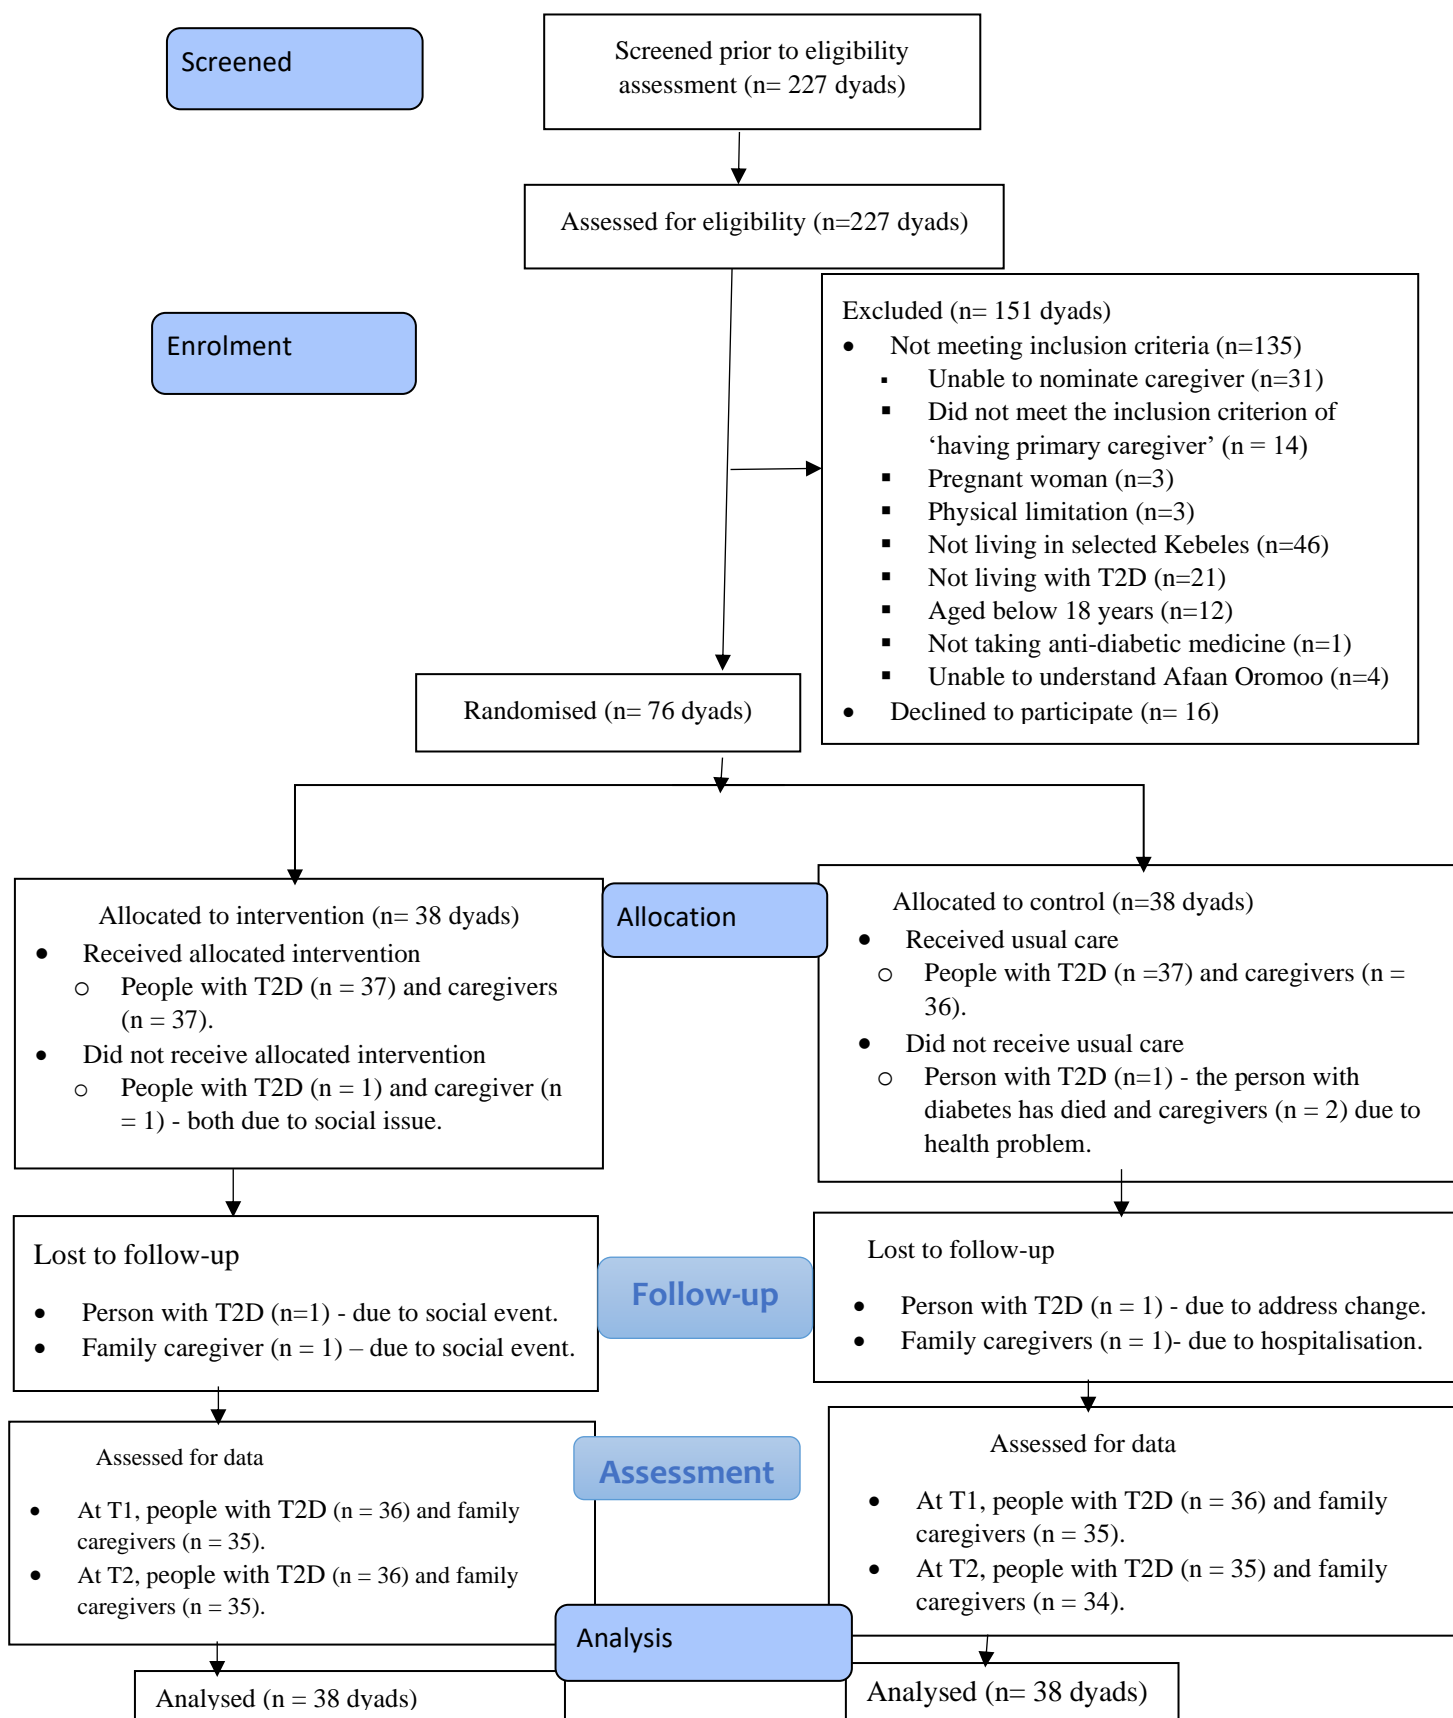 Screened
Screened prior to eligibility
assessment (n= 227 dyads)
Assessed for eligibility (n=227 dyads)
Enrolment
Excluded (n= 151 dyads)
• Not meeting inclusion criteria (n=135)
▪ Unable to nominate caregiver (n=31)
▪ Did not meet the inclusion criterion of
‘having primary caregiver’ (n = 14)
▪ Pregnant woman (n=3)
▪ Physical limitation (n=3)
▪ Not living in selected Kebeles (n=46)
▪ Not living with T2D (n=21)
▪ Aged below 18 years (n=12)
▪ Not taking anti-diabetic medicine (n=1)
▪ Unable to understand Afaan Oromoo (n=4)
• Declined to participate (n= 16)
Randomised (n= 76 dyads)
Allocated to intervention (n= 38 dyads)
• Received allocated intervention
o People with T2D (n = 37) and caregivers
(n = 37).
• Did not receive allocated intervention
o People with T2D (n = 1) and caregiver (n
= 1) - both due to social issue.
Allocation
Allocated to control (n=38 dyads)
• Received usual care
o People with T2D (n =37) and caregivers (n =
36).
• Did not receive usual care
o Person with T2D (n=1) - the person with
diabetes has died and caregivers (n = 2) due to
health problem.
Lost to follow-up
• Person with T2D (n=1) - due to social event.
• Family caregiver (n = 1) – due to social event.
Follow-up
Lost to follow-up
• Person with T2D (n = 1) - due to address change.
• Family caregivers (n = 1)- due to hospitalisation.
Assessed for data
• At T1, people with T2D (n = 36) and family
caregivers (n = 35).
• At T2, people with T2D (n = 36) and family
caregivers (n = 35).
Assessment
Assessed for data
• At T1, people with T2D (n = 36) and family
caregivers (n = 35).
• At T2, people with T2D (n = 35) and family
caregivers (n = 34).
Analysis
Analysed (n = 38 dyads)
Analysed (n= 38 dyads)